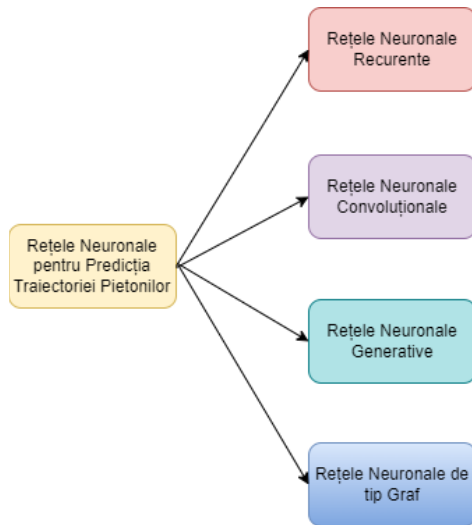 Rețele Neuronale
Recurente
Rețele Neuronale
Convoluționale
Rețele Neuronale
pentru Predicția
Traiectoriei Pietonilor
Rețele Neuronale
Generative
Rețele Neuronale de
tip Graf